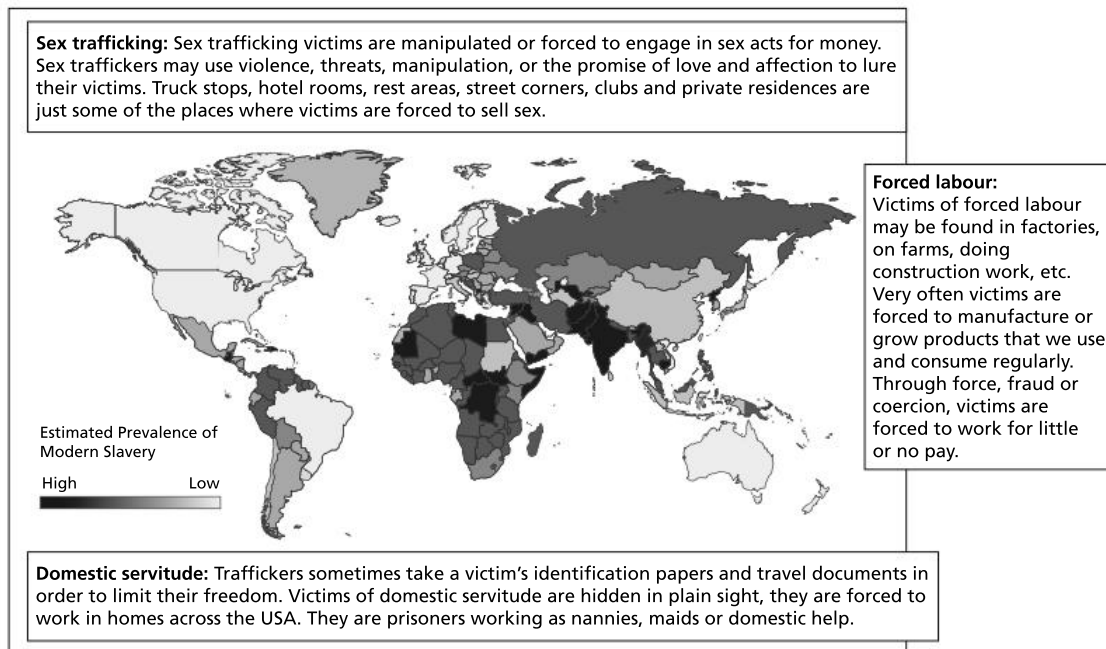 Sex trafficking: Sex trafficking victims are manipulated or forced to engage in sex acts for money.
Sex traffickers may use violence, threats, manipulation, or the promise of love and affection to lure
their victims. Truck stops, hotel rooms, rest areas, street corners, clubs and private residences are
just some of the places where victims are forced to sell sex.
Forced labour:
Victims of forced labour
may be found in factories,
on farms, doing
construction work, etc.
Very often victims are
forced to manufacture or
grow products that we use
and consume regularly.
Through force, fraud or
coercion, victims are
forced to work for little
or no pay.
Estimated Prevalence of
Modern Slavery
High Low
Domestic servitude: Traffickers sometimes take a victim's identification papers and travel documents in
order to limit their freedom. Victims of domestic servitude are hidden in plain sight, they are forced to
work in homes across the USA. They are prisoners working as nannies, maids or domestic help.